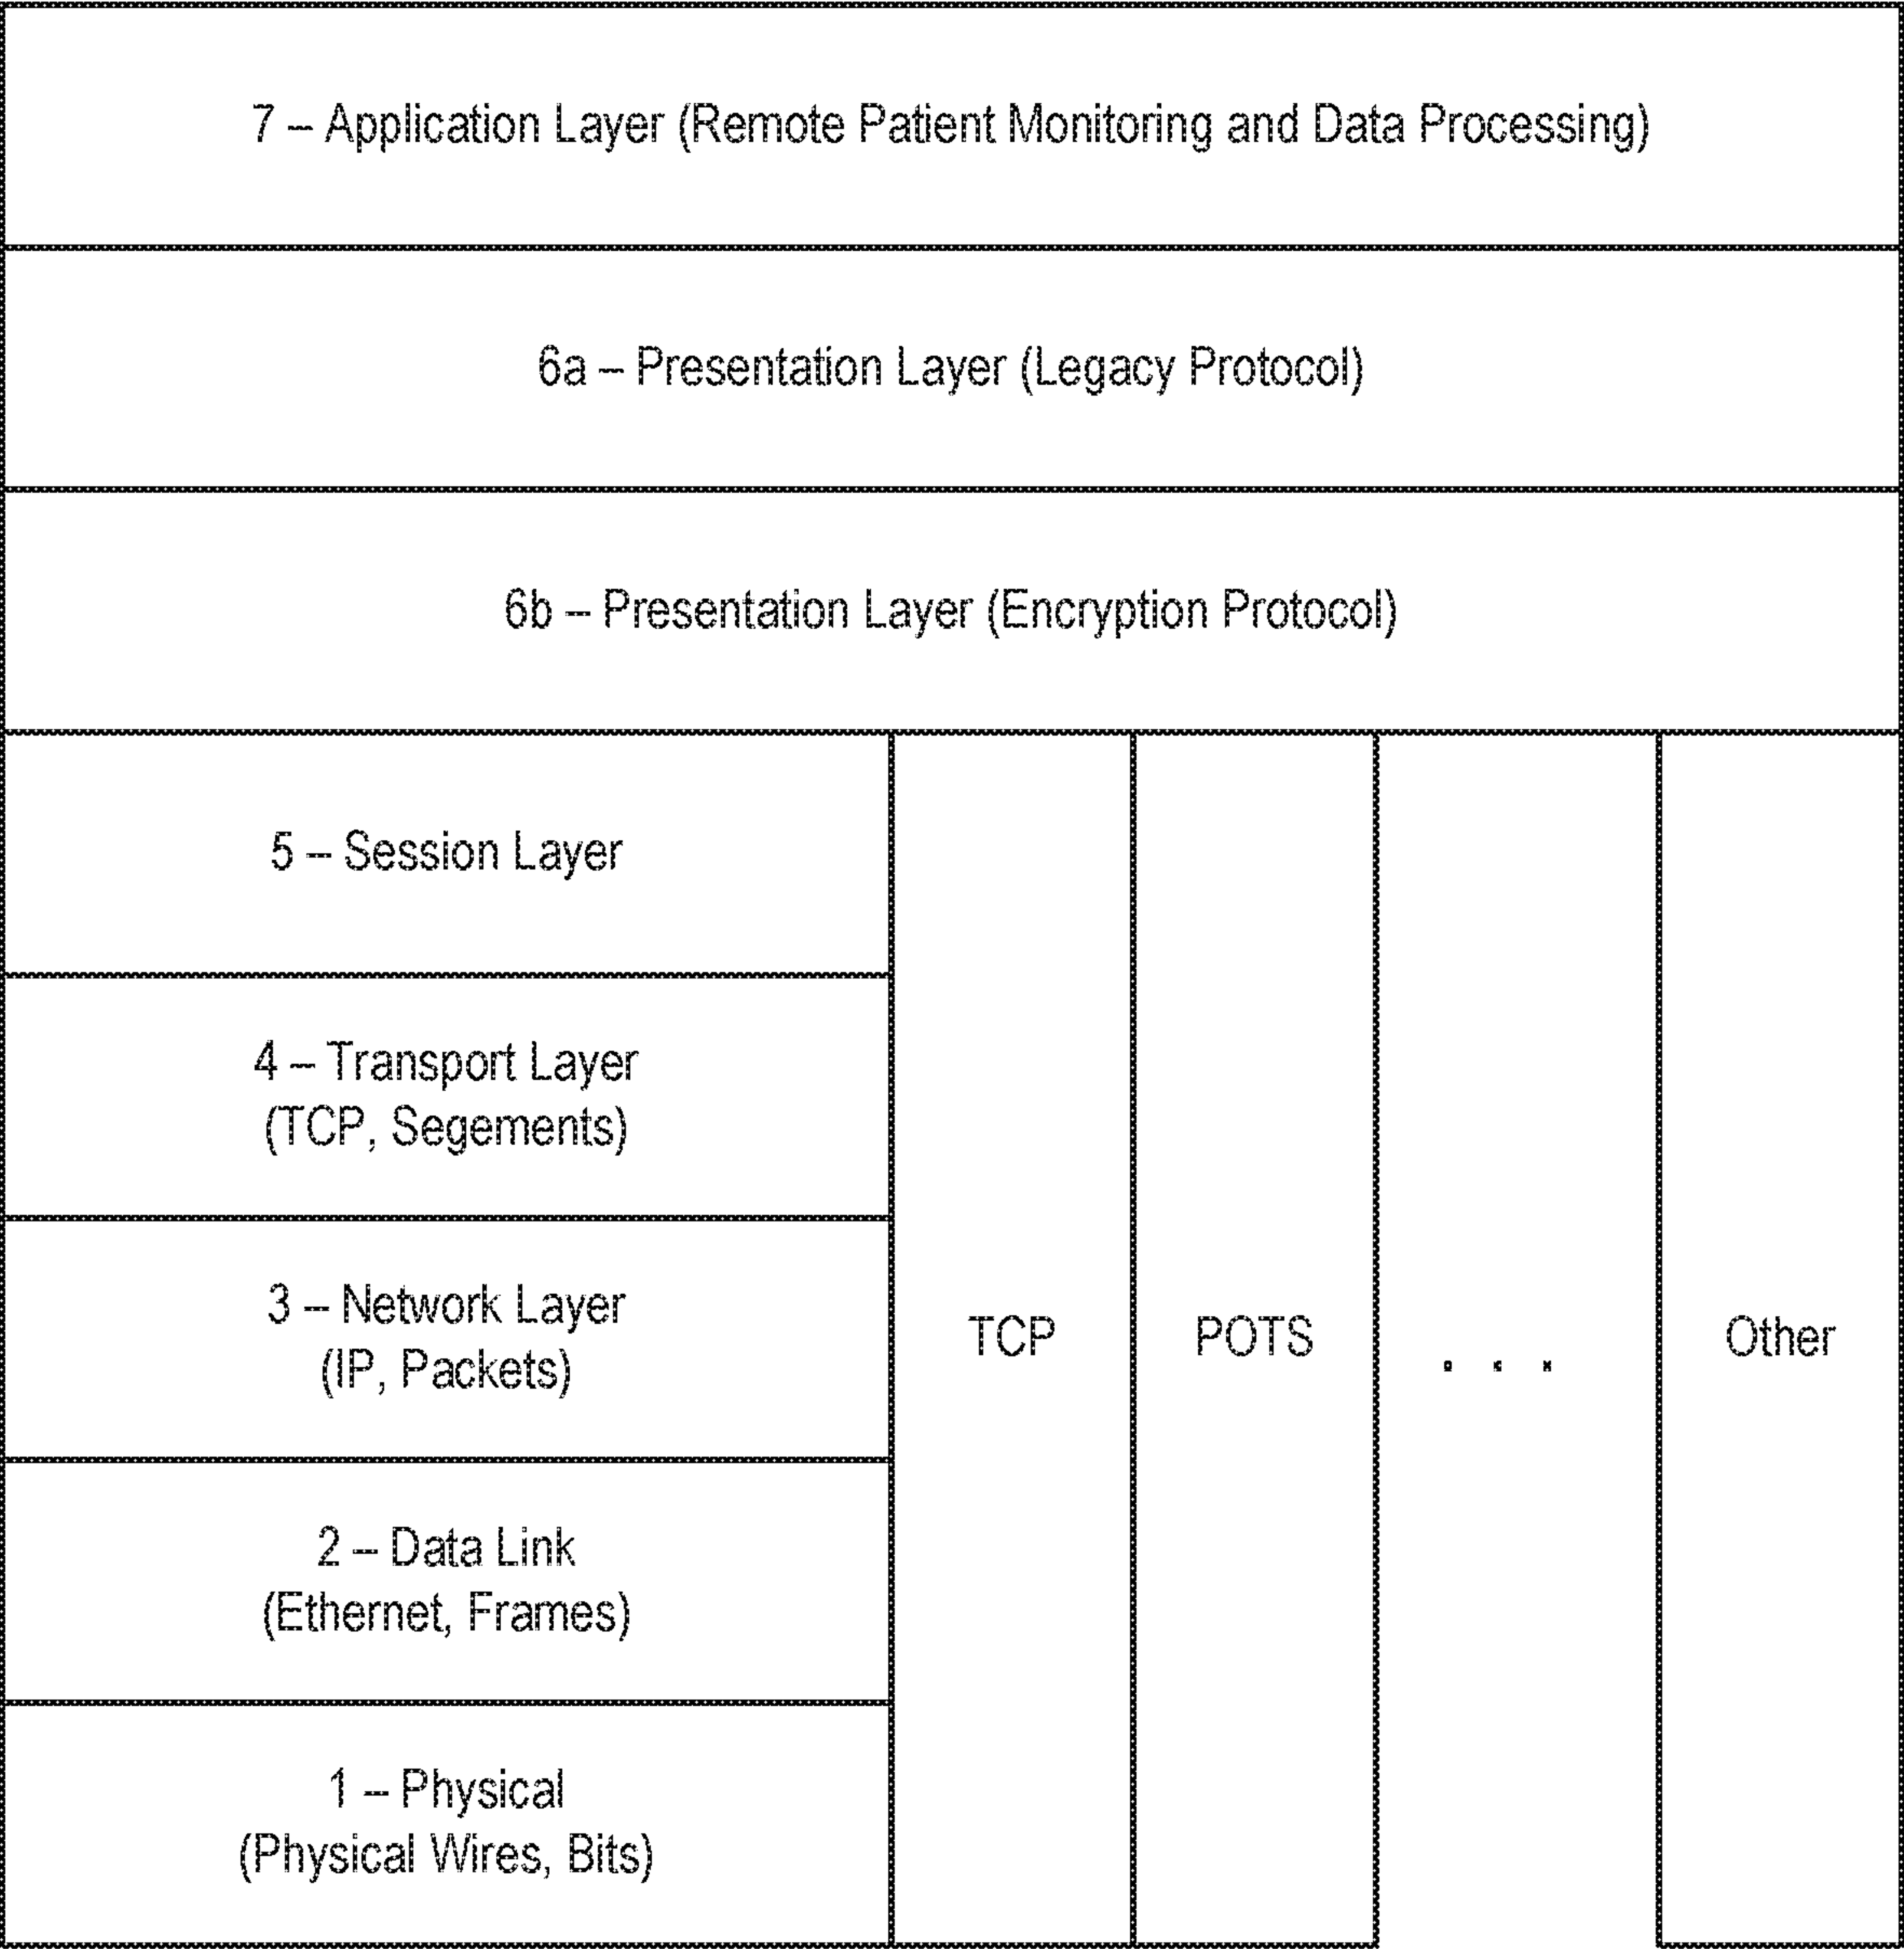 7 – Application Layer (Remote Patient Monitoring and Data Processing)
6a – Presentation Layer (Legacy Protocol)
6b – Presentation Layer (Encryption Protocol)
5 – Session Layer
4 – Transport Layer
(TCP, Segements)
3 – Network Layer
(IP, Packets)
2 – Data Link
(Ethernet, Frames)
1 – Physical
(Physical Wires, Bits)
TCP
POTS
. . .
Other